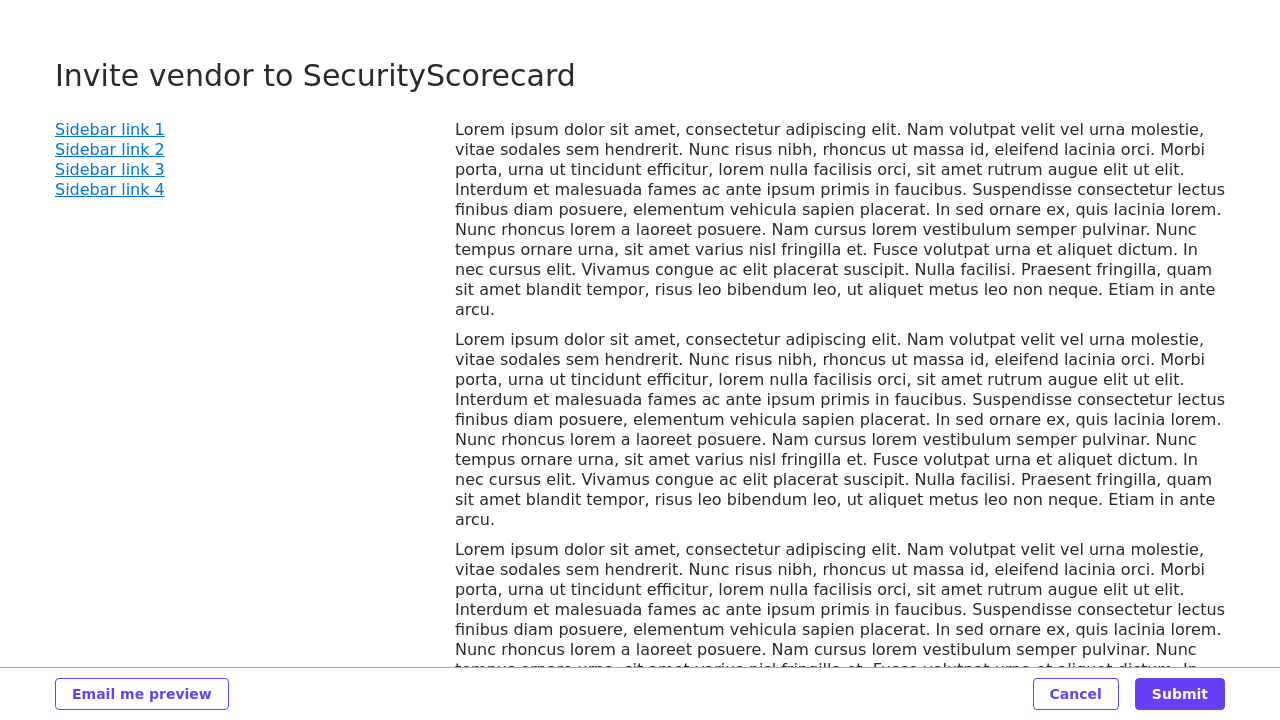 Invite vendor to SecurityScorecard
Sidebar link 1
Sidebar link 2
Sidebar link 3
Sidebar link 4
Lorem ipsum dolor sit amet, consectetur adipiscing elit. Nam volutpat velit vel urna molestie,
vitae sodales sem hendrerit. Nunc risus nibh, rhoncus ut massa id, eleifend lacinia orci. Morbi
porta, urna ut tincidunt efficitur, lorem nulla facilisis orci, sit amet rutrum augue elit ut elit.
Interdum et malesuada fames ac ante ipsum primis in faucibus. Suspendisse consectetur lectus
finibus diam posuere, elementum vehicula sapien placerat. In sed ornare ex, quis lacinia lorem.
Nunc rhoncus lorem a laoreet posuere. Nam cursus lorem vestibulum semper pulvinar. Nunc
tempus ornare urna, sit amet varius nisl fringilla et. Fusce volutpat urna et aliquet dictum. In
nec cursus elit. Vivamus congue ac elit placerat suscipit. Nulla facilisi. Praesent fringilla, quam
sit amet blandit tempor, risus leo bibendum leo, ut aliquet metus leo non neque. Etiam in ante
arcu.
Lorem ipsum dolor sit amet, consectetur adipiscing elit. Nam volutpat velit vel urna molestie,
vitae sodales sem hendrerit. Nunc risus nibh, rhoncus ut massa id, eleifend lacinia orci. Morbi
porta, urna ut tincidunt efficitur, lorem nulla facilisis orci, sit amet rutrum augue elit ut elit.
Interdum et malesuada fames ac ante ipsum primis in faucibus. Suspendisse consectetur lectus
finibus diam posuere, elementum vehicula sapien placerat. In sed ornare ex, quis lacinia lorem.
Nunc rhoncus lorem a laoreet posuere. Nam cursus lorem vestibulum semper pulvinar. Nunc
tempus ornare urna, sit amet varius nisl fringilla et. Fusce volutpat urna et aliquet dictum. In
nec cursus elit. Vivamus congue ac elit placerat suscipit. Nulla facilisi. Praesent fringilla, quam
sit amet blandit tempor, risus leo bibendum leo, ut aliquet metus leo non neque. Etiam in ante
arcu.
Lorem ipsum dolor sit amet, consectetur adipiscing elit. Nam volutpat velit vel urna molestie,
vitae sodales sem hendrerit. Nunc risus nibh, rhoncus ut massa id, eleifend lacinia orci. Morbi
porta, urna ut tincidunt efficitur, lorem nulla facilisis orci, sit amet rutrum augue elit ut elit.
Interdum et malesuada fames ac ante ipsum primis in faucibus. Suspendisse consectetur lectus
finibus diam posuere, elementum vehicula sapien placerat. In sed ornare ex, quis lacinia lorem.
Nunc rhoncus lorem a laoreet posuere. Nam cursus lorem vestibulum semper pulvinar. Nunc
Email me preview
Cancel
Submit